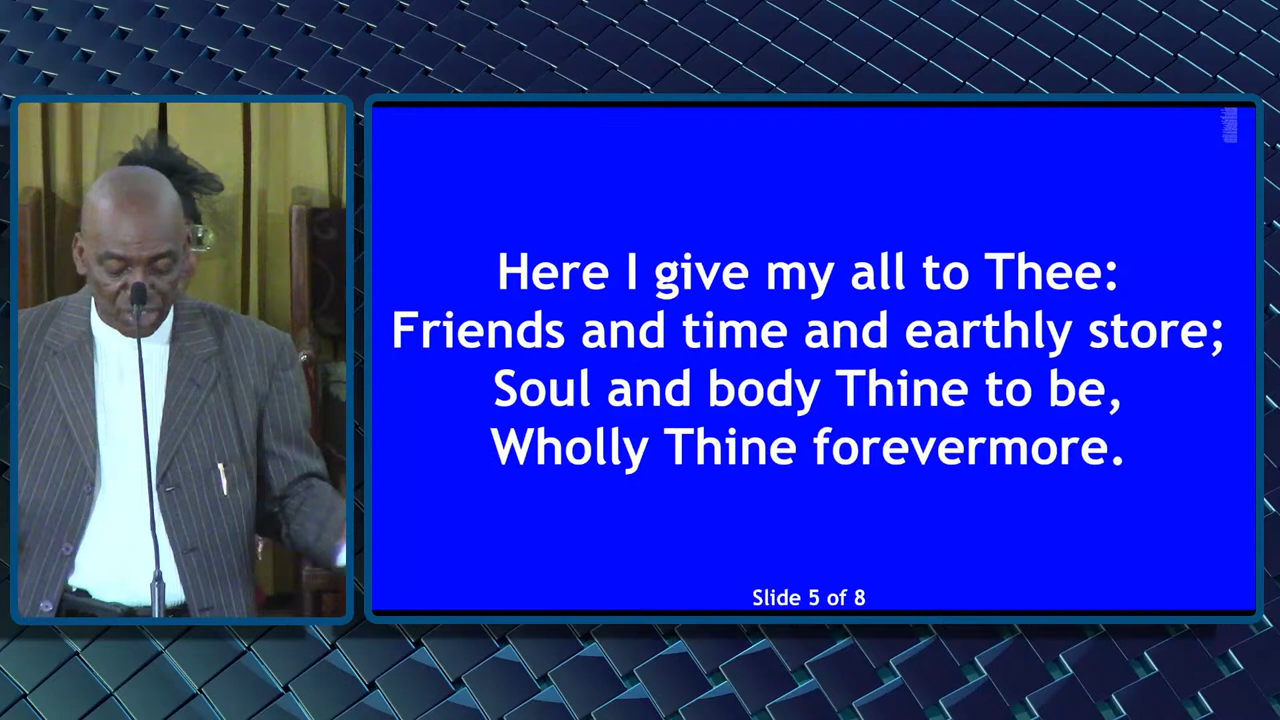 Here I give my all to Thee:
Friends and time and earthly store;
Soul and body Thine to be,
Wholly Thine forevermore.
Slide 5 of 8